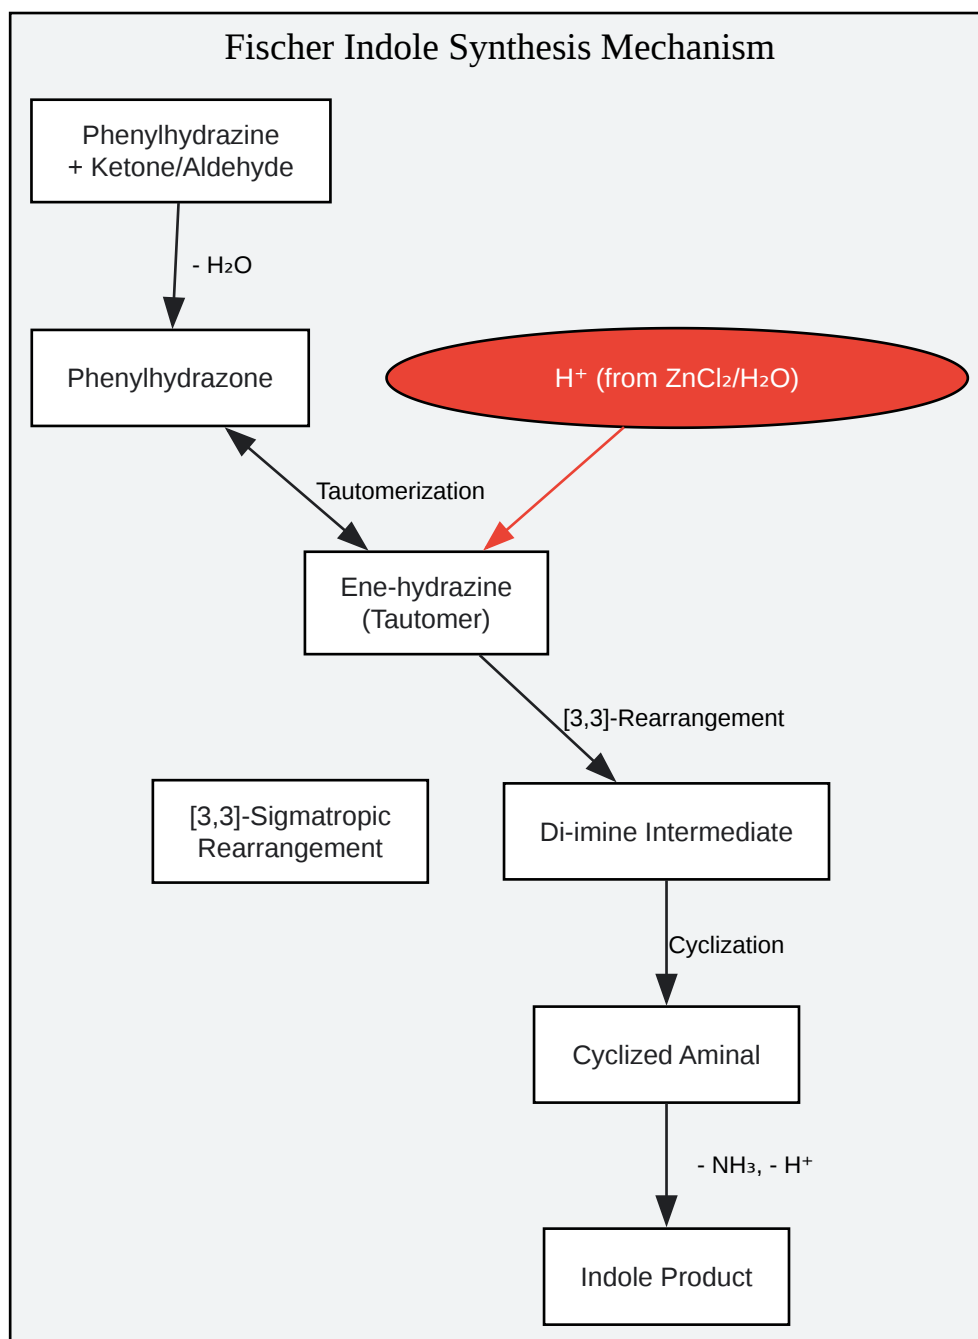 Fischer Indole Synthesis Mechanism
Phenylhydrazine
+ Ketone/Aldehyde
- H₂O
Phenylhydrazone
H⁺ (from ZnCl₂/H₂O)
Tautomerization
Ene-hydrazine
(Tautomer)
[3,3]-Rearrangement
[3,3]-Sigmatropic
Rearrangement
Di-imine Intermediate
Cyclization
Cyclized Aminal
- NH₃, - H⁺
Indole Product